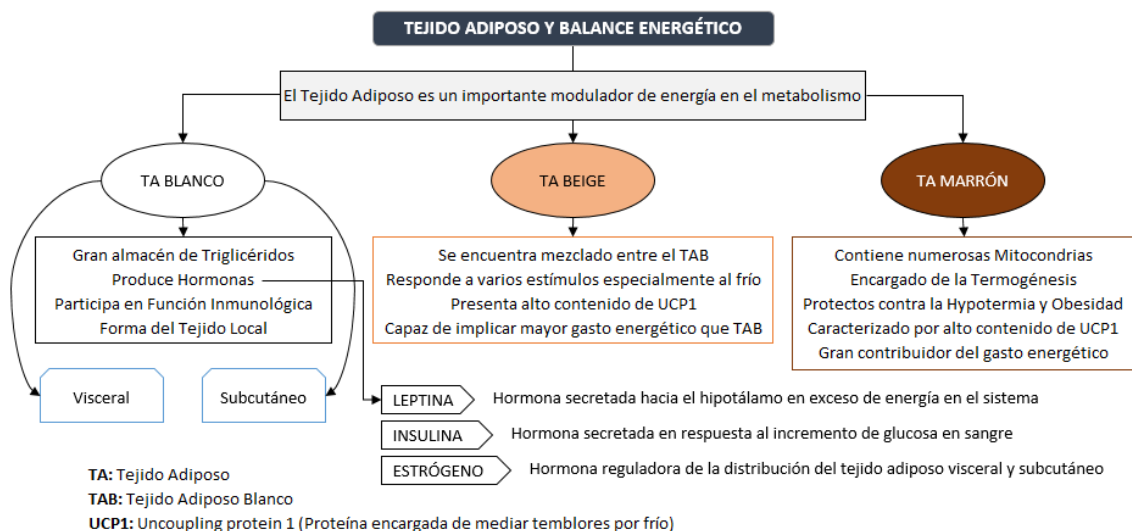 TEJIDO ADIPOSO Y BALANCE ENERGÉTICO
El Tejido Adiposo es un importante modulador de energía en el metabolismo
TA BLANCO
Gran almacén de Triglicéridos
Produce Hormonas
Participa en Función Inmunológica
Forma del Tejido Local
Visceral
Subcutáneo
TA BEIGE
Se encuentra mezclado entre el TAB
Responde a varios estímulos especialmente al frío
Presenta alto contenido de UCP1
Capaz de implicar mayor gasto energético que TAB
TA MARRÓN
Contiene numerosas Mitocondrias
Encargado de la Termogénesis
Protectos contra la Hypotermia y Obesidad
Caracterizado por alto contenido de UCP1
Gran contribuidor del gasto energético
LEPTINA Hormona secretada hacia el hipotálamo en exceso de energía en el sistema
INSULINA Hormona secretada en respuesta al incremento de glucosa en sangre
ESTRÓGENO Hormona reguladora de la distribución del tejido adiposo visceral y subcutáneo
TA: Tejido Adiposo
TAB: Tejido Adiposo Blanco
UCP1: Uncoupling protein 1 (Proteína encargada de mediar temblores por frío)